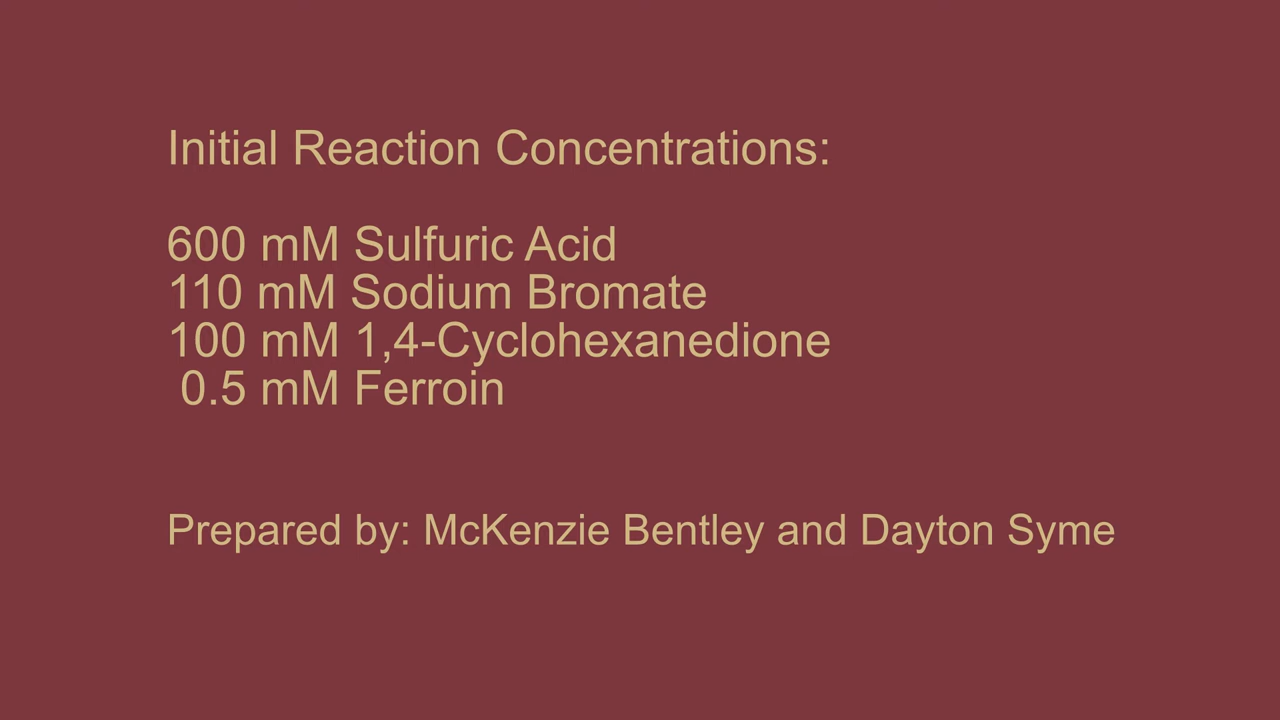 Initial Reaction Concentrations:
600 mM Sulfuric Acid
110 mM Sodium Bromate
100 mM 1,4-Cyclohexanedione
0.5 mM Ferroin
Prepared by: McKenzie Bentley and Dayton Syme